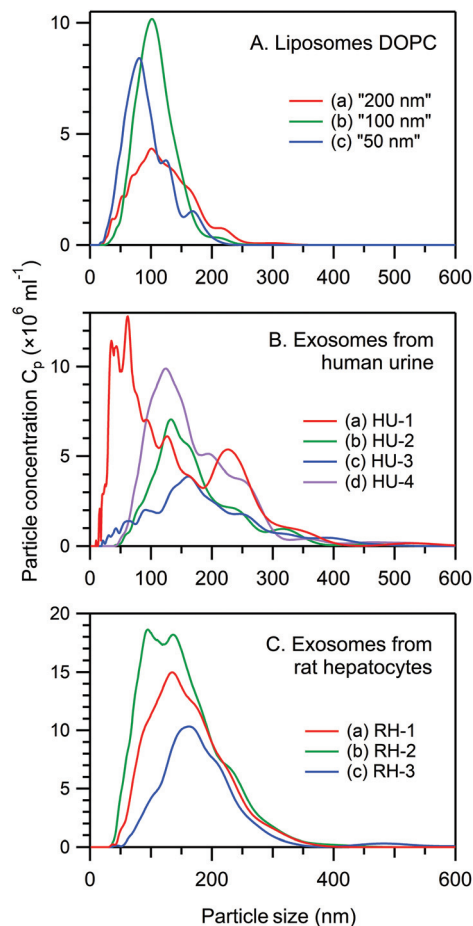 Particle concentration Cp (×10⁶ ml⁻¹)
10
5
0
A. Liposomes DOPC
(a) "200 nm"
(b) "100 nm"
(c) "50 nm"
0 100 200 300 400 500 600
10
5
0
B. Exosomes from
human urine
(a) HU-1
(b) HU-2
(c) HU-3
(d) HU-4
0 100 200 300 400 500 600
20
15
10
5
0
C. Exosomes from
rat hepatocytes
(a) RH-1
(b) RH-2
(c) RH-3
0 100 200 300 400 500 600
Particle size (nm)